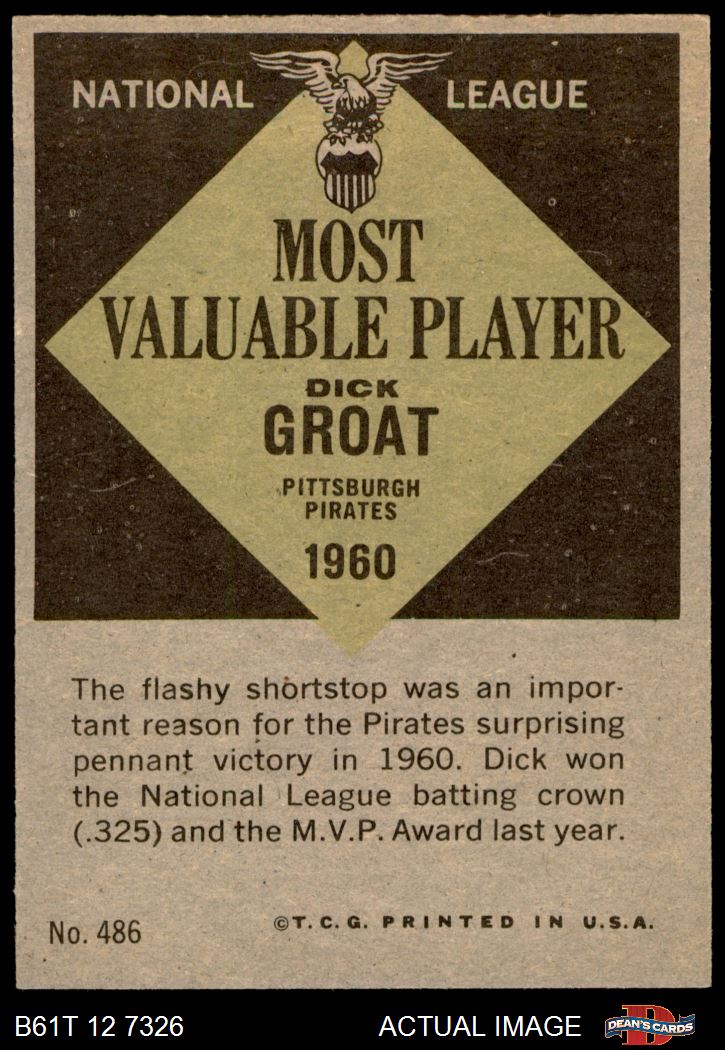 NATIONAL LEAGUE
MOST
VALUABLE PLAYER
DICK
GROAT
PITTSBURGH
PIRATES
1960
The flashy shortstop was an impor-
tant reason for the Pirates surprising
pennant victory in 1960. Dick won
the National League batting crown
(.325) and the M.V.P. Award last year.
No. 486
©T. C. G. PRINTED IN U.S.A.
B61T 12 7326
ACTUAL IMAGE
DEAN'S CARDS